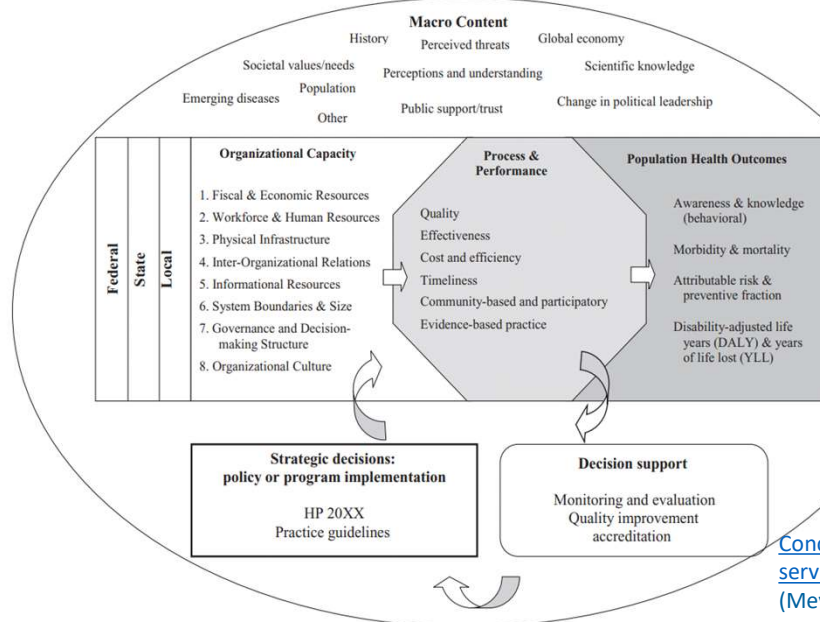 Macro Content
History
Perceived threats
Global economy
Societal values/needs
Perceptions and understanding
Scientific knowledge
Population
Emerging diseases
Public support/trust
Change in political leadership
Other
Federal
State
Local
Organizational Capacity
1. Fiscal & Economic Resources
2. Workforce & Human Resources
3. Physical Infrastructure
4. Inter-Organizational Relations
5. Informational Resources
6. System Boundaries & Size
7. Governance and Decision-
making Structure
8. Organizational Culture
Process &
Performance
Quality
Effectiveness
Cost and efficiency
Timeliness
Community-based and participatory
Evidence-based practice
Population Health Outcomes
Awareness & knowledge
(behavioral)
Morbidity & mortality
Attributable risk &
preventive fraction
Disability-adjusted life
years (DALY) & years
of life lost (YLL)
Strategic decisions:
policy or program implementation
HP 20XX
Practice guidelines
Decision support
Monitoring and evaluation
Quality improvement
accreditation